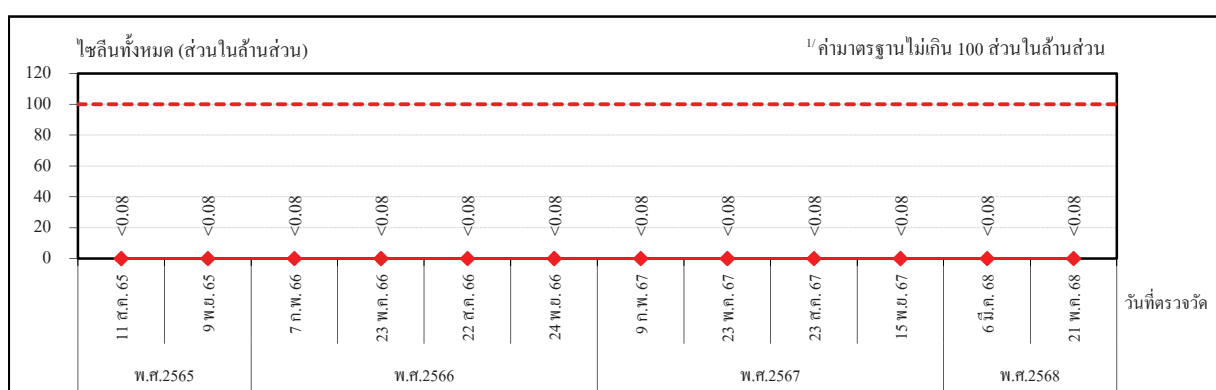 ไซลีนทั้งหมด (ส่วนในล้านส่วน)
1/ ค่ามาตรฐานไม่เกิน 100 ส่วนในล้านส่วน
120
100
80
60
40
20
0
<0.08 <0.08 <0.08 <0.08 <0.08 <0.08 <0.08 <0.08 <0.08 <0.08 <0.08 <0.08
11 ส.ค. 65
9 พ.ย. 65
7 ก.พ. 66
23 พ.ค. 66
22 ส.ค. 66
24 พ.ย. 66
9 ก.พ. 67
23 พ.ค. 67
23 ส.ค. 67
15 พ.ย. 67
6 มี.ค. 68
21 พ.ค. 68
วันที่ตรวจวัด
พ.ศ.2565 พ.ศ.2566 พ.ศ.2567 พ.ศ.2568